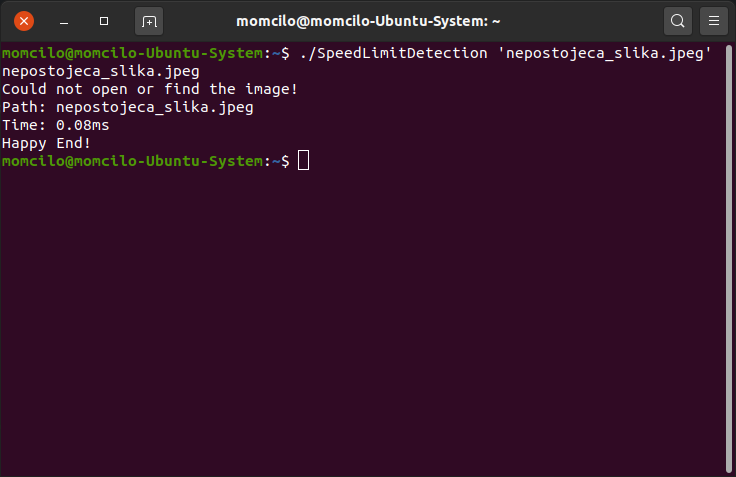 momcilo@momcilo-Ubuntu-System: ~
momcilo@momcilo-Ubuntu-System:~$ ./SpeedLimitDetection 'nepostojeca_slika.jpeg'
nepostojeca_slika.jpeg
Could not open or find the image!
Path: nepostojeca_slika.jpeg
Time: 0.08ms
Happy End!
momcilo@momcilo-Ubuntu-System:~$